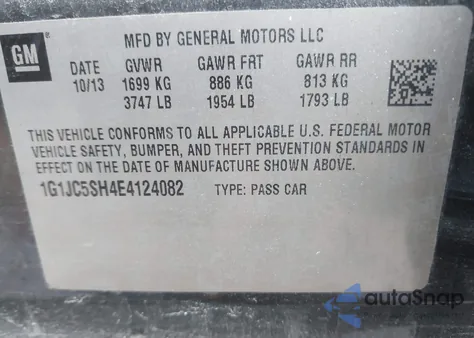 GM
MFD BY GENERAL MOTORS LLC
DATE GVWR GAWR FRT GAWR RR
10/13 1699 KG 886 KG 813 KG
3747 LB 1954 LB 1793 LB
THIS VEHICLE CONFORMS TO ALL APPLICABLE U.S. FEDERAL MOTOR
VEHICLE SAFETY, BUMPER, AND THEFT PREVENTION STANDARDS
IN EFFECT ON THE DATE OF MANUFACTURE SHOWN ABOVE.
1G1JC5SH4E4124082 TYPE: PASS CAR
autoSnap